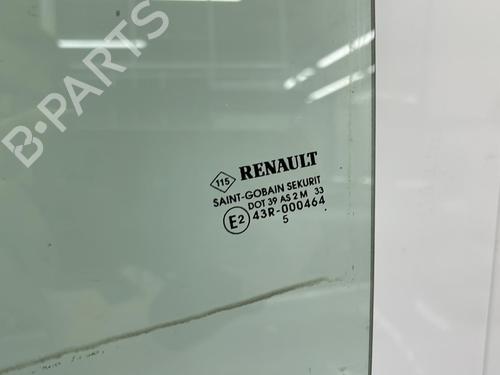 B-PARTS
115 RENAULT
SAINT-GOBAIN SEKURIT
DOT 39 AS 2 M 33
E2 43R-000464
5